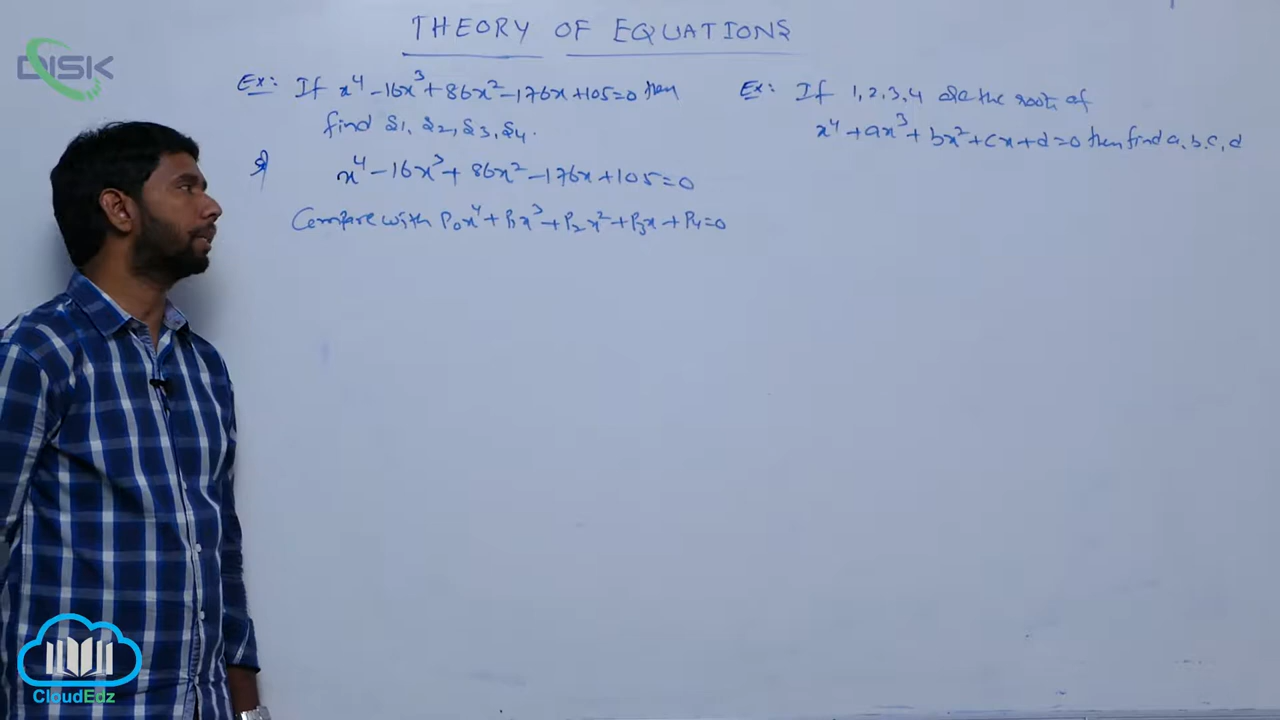 THEORY OF EQUATIONS
DISK
Ex: If x⁴-16x³+86x²-176x+105=0 then
find S1, S2, S3, S4.
x⁴-16x³+86x²-176x+105=0
Compare with P₀x⁴+P₁x³+P₂x²+P₃x+P₄=0
Ex: If 1,2,3,4 are the roots of
x⁴+ax³+bx²+cx+d=0 then find a,b,c,d
CloudEdz